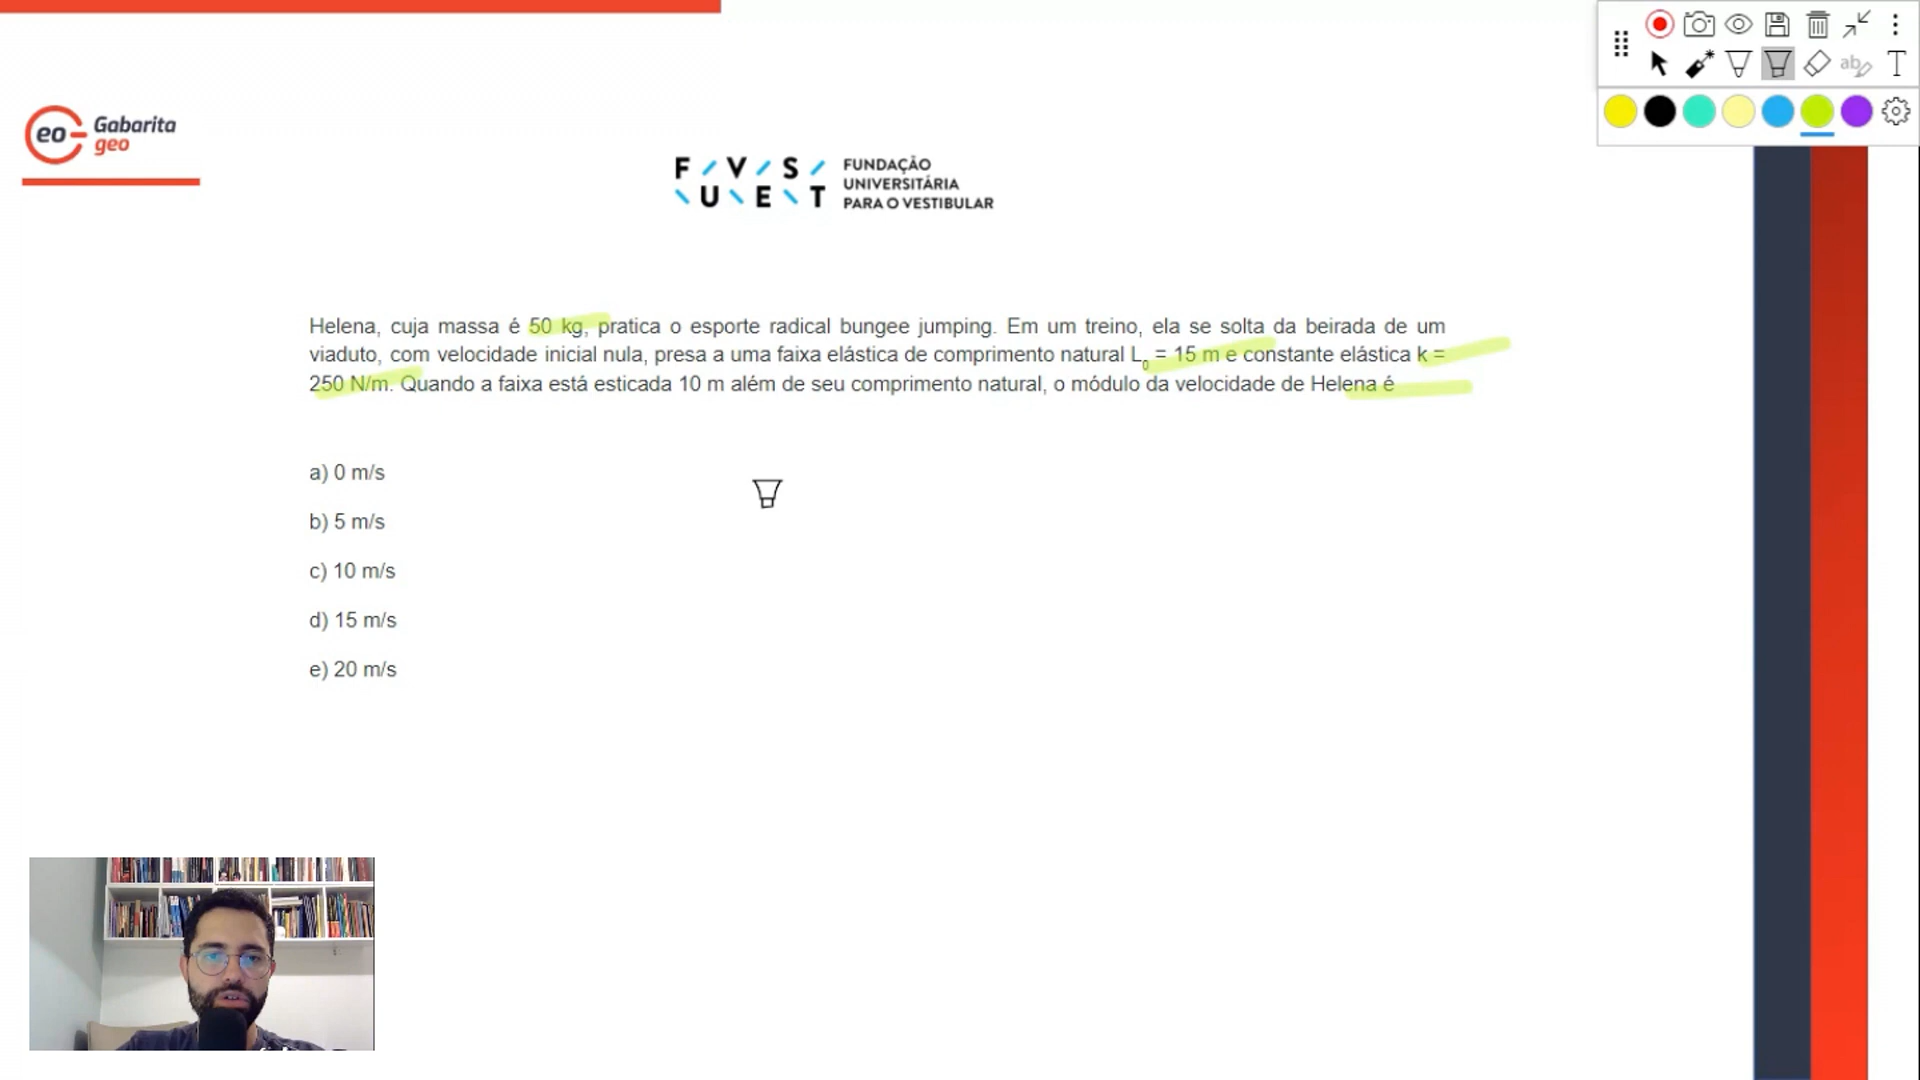 eo Gabarita
geo
F V S
U E T
FUNDAÇÃO
UNIVERSITÁRIA
PARA O VESTIBULAR
Helena, cuja massa é 50 kg, pratica o esporte radical bungee jumping. Em um treino, ela se solta da beirada de um
viaduto, com velocidade inicial nula, presa a uma faixa elástica de comprimento natural L₀ = 15 m e constante elástica k =
250 N/m. Quando a faixa está esticada 10 m além de seu comprimento natural, o módulo da velocidade de Helena é
a) 0 m/s
b) 5 m/s
c) 10 m/s
d) 15 m/s
e) 20 m/s
ab
T